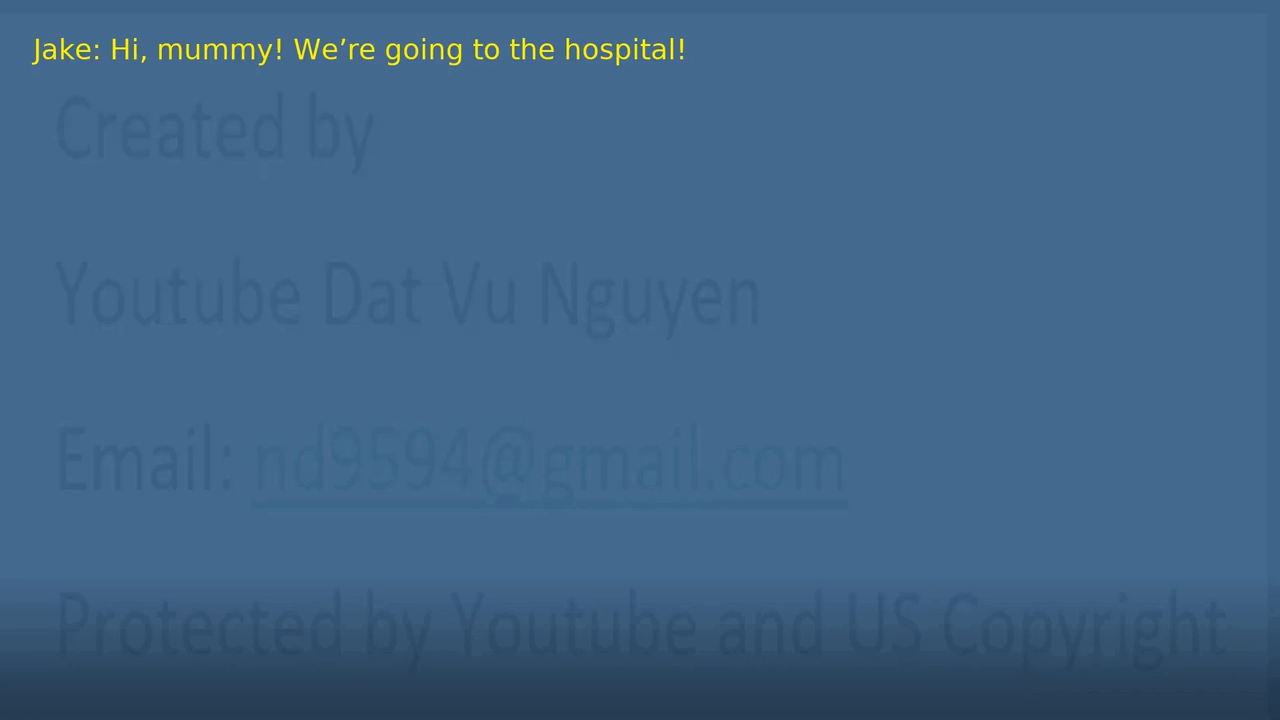 Jake: Hi, mummy! We’re going to the hospital!
Created by
Youtube Dat Vu Nguyen
Email: nd9594@gmail.com
Protected by Youtube and US Copyright